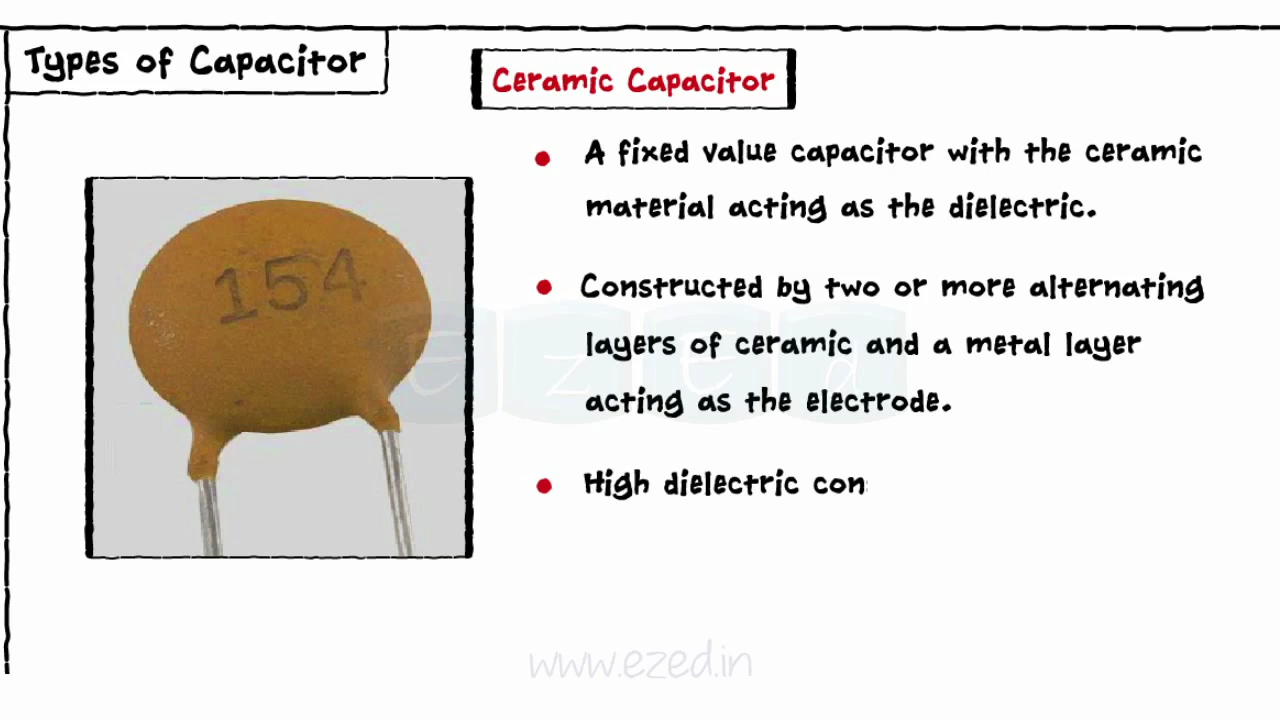 Types of Capacitor
Ceramic Capacitor
A fixed value capacitor with the ceramic
material acting as the dielectric.
154
Constructed by two or more alternating
layers of ceramic and a metal layer
acting as the electrode.
High dielectric con
Ezed
www.ezed.in